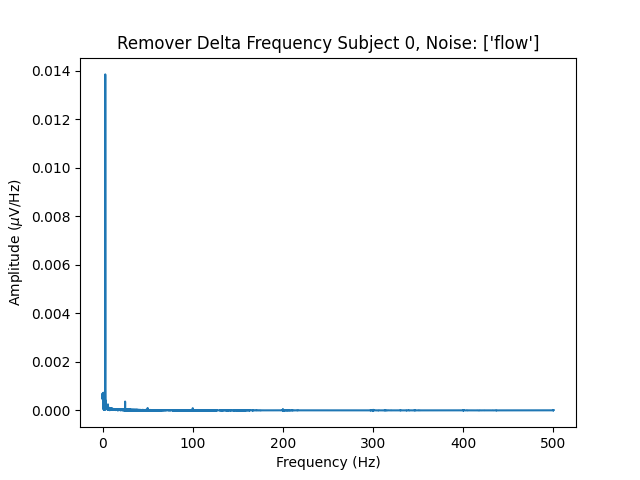 Remover Delta Frequency Subject 0, Noise: ['flow']
0.014
0.012
0.010
0.008
0.006
0.004
0.002
0.000
Amplitude (μV/Hz)
0 100 200 300 400 500
Frequency (Hz)